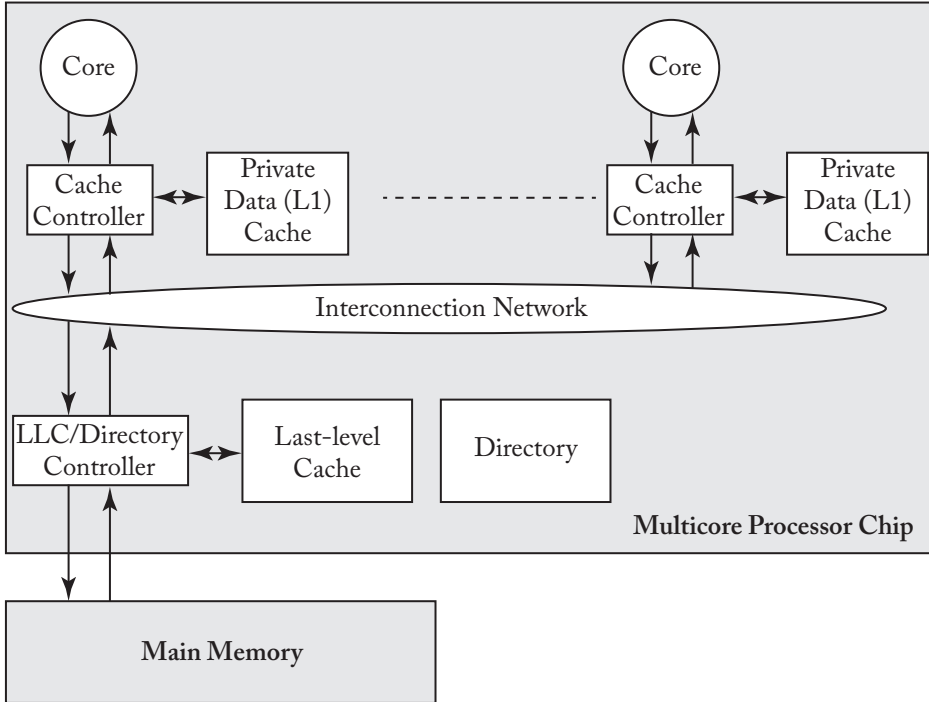 Core
Core
Cache
Controller
Private
Data (L1)
Cache
Cache
Controller
Private
Data (L1)
Cache
Interconnection Network
LLC/Directory
Controller
Last-level
Cache
Directory
Multicore Processor Chip
Main Memory